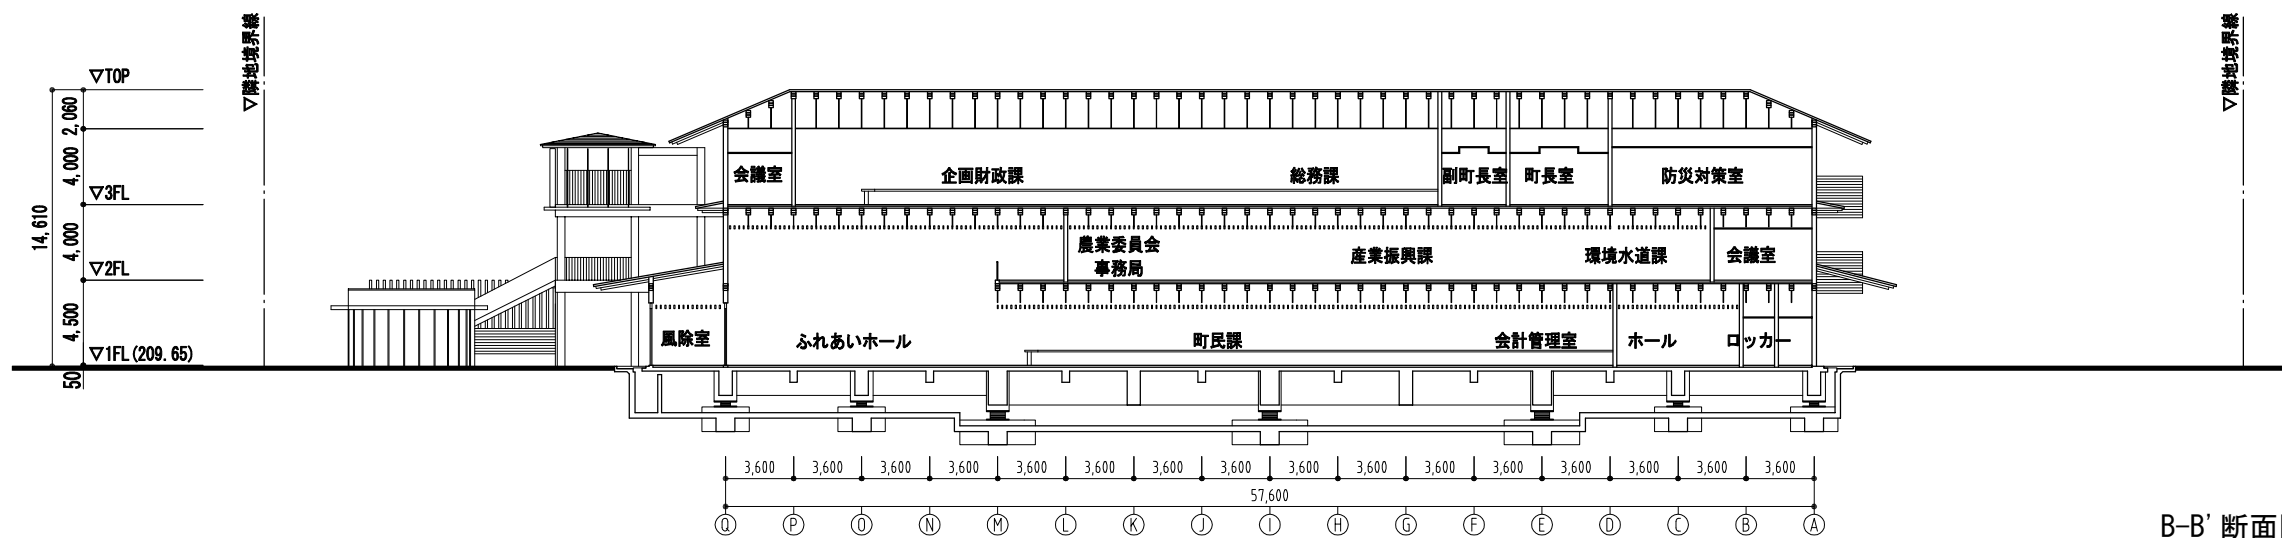 ▽隣地境界線
▽隣地境界線
▽TOP
2,060
4,000
▽3FL
14,610
4,000
▽2FL
4,500
▽1FL(209.65)
50
会議室
企画財政課
総務課
副町長室
町長室
防災対策室
農業委員会
事務局
産業振興課
環境水道課
会議室
風除室
ふれあいホール
町民課
会計管理室
ホール
ロッカー
3,600 3,600 3,600 3,600 3,600 3,600 3,600 3,600 3,600 3,600 3,600 3,600 3,600 3,600 3,600 3,600
57,600
Q P O N M L K J I H G F E D C B A
B-B' 断面